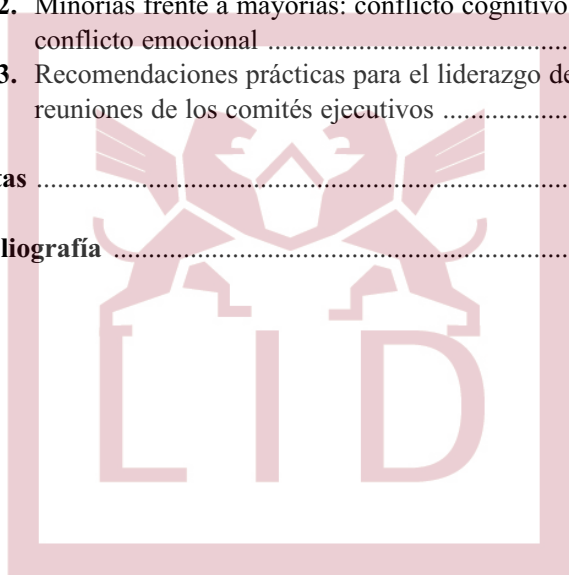 2. Minorías frente a mayorías: conflicto cognitivo
conflicto emocional ........................................................
3. Recomendaciones prácticas para el liderazgo de
reuniones de los comités ejecutivos ......................
tas ..........................................................................................
liografía ..............................................................................
LID